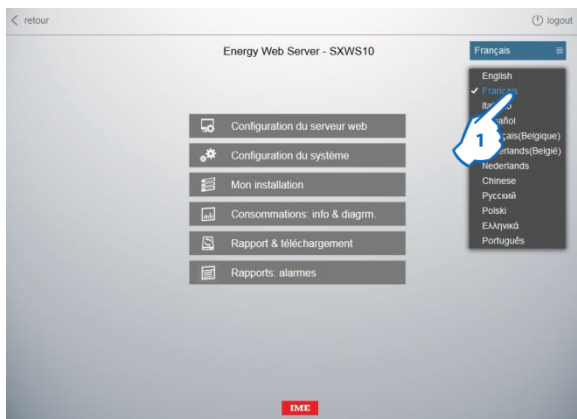 retour
logout
Energy Web Server - SXWS10
Français
English
Français
Configuration du serveur web
Configuration du système
Mon installation
Consommations: info & diagrm.
Rapport & téléchargement
Rapports: alarmes
Nederlands
Chinese
Русский
Polski
Ελληνικά
Português
1
IME